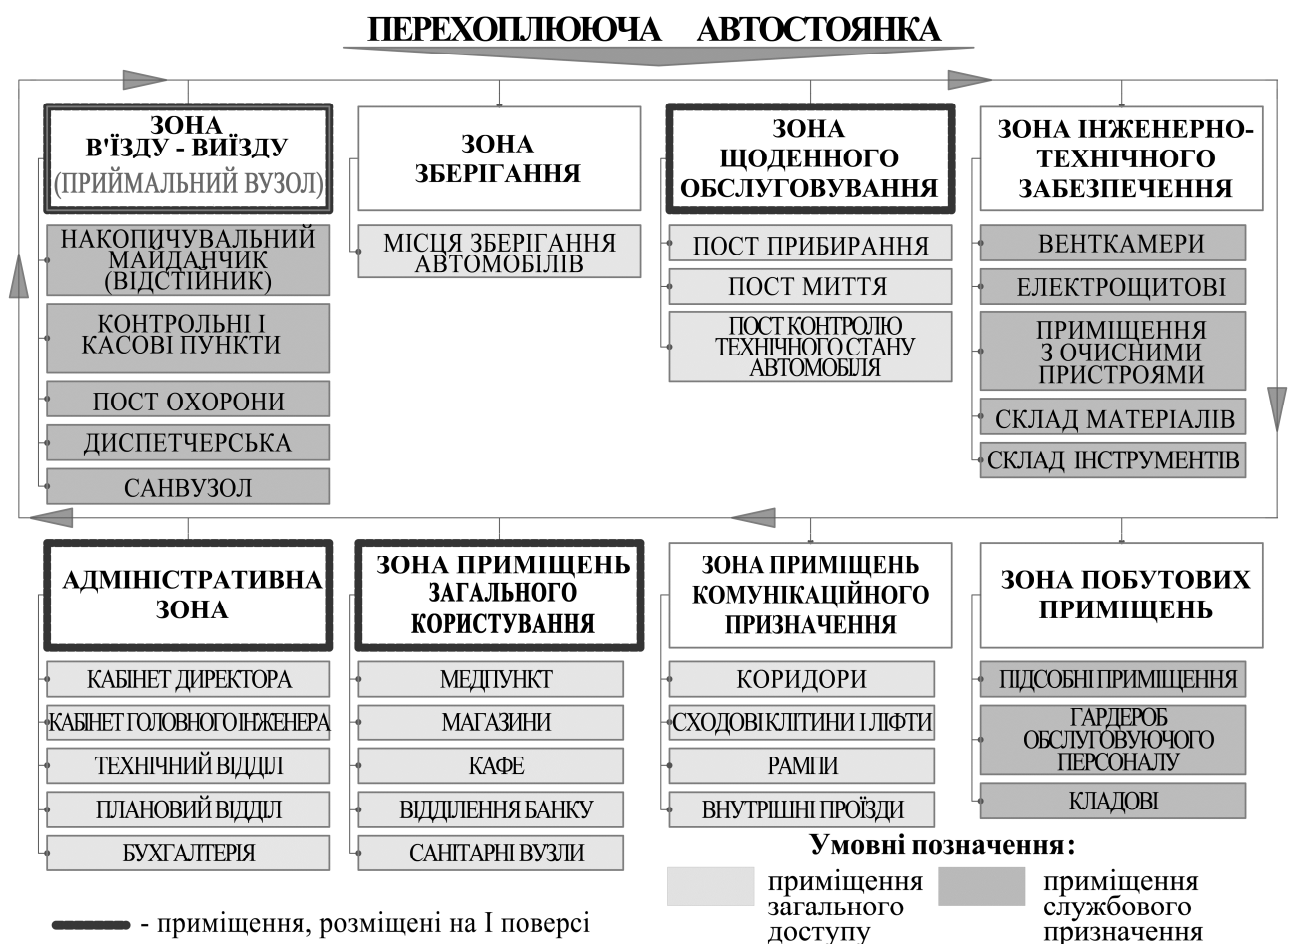 ПЕРЕХОПЛЮЮЧА АВТОСТОЯНКА
ЗОНА
В'ЇЗДУ - ВИЇЗДУ
(ПРИЙМАЛЬНИЙ ВУЗОЛ)
НАКОПИЧУВАЛЬНИЙ
МАЙДАНЧИК
(ВІДСТІЙНИК)
КОНТРОЛЬНІ І
КАСОВІ ПУНКТИ
ПОСТ ОХОРОНИ
ДИСПЕТЧЕРСЬКА
САНВУЗОЛ
ЗОНА
ЗБЕРІГАННЯ
МІСЦЯ ЗБЕРІГАННЯ
АВТОМОБІЛІВ
ЗОНА
ЩОДЕННОГО
ОБСЛУГОВУВАННЯ
ПОСТ ПРИБИРАННЯ
ПОСТ МИТТЯ
ПОСТ КОНТРОЛЮ
ТЕХНІЧНОГО СТАНУ
АВТОМОБІЛЯ
ЗОНА ІНЖЕНЕРНО-
ТЕХНІЧНОГО
ЗАБЕЗПЕЧЕННЯ
ВЕНТКАМЕРИ
ЕЛЕКТРОЩИТОВІ
ПРИМІЩЕННЯ
З ОЧИСНИМИ
ПРИСТРОЯМИ
СКЛАД МАТЕРІАЛІВ
СКЛАД ІНСТРУМЕНТІВ
АДМІНІСТРАТИВНА
ЗОНА
КАБІНЕТ ДИРЕКТОРА
КАБІНЕТ ГОЛОВНОГО ІНЖЕНЕРА
ТЕХНІЧНИЙ ВІДДІЛ
ПЛАНОВИЙ ВІДДІЛ
БУХГАЛТЕРІЯ
ЗОНА ПРИМІЩЕНЬ
ЗАГАЛЬНОГО
КОРИСТУВАННЯ
МЕДПУНКТ
МАГАЗИНИ
КАФЕ
ВІДДІЛЕННЯ БАНКУ
САНІТАРНІ ВУЗЛИ
ЗОНА ПРИМІЩЕНЬ
КОМУНІКАЦІЙНОГО
ПРИЗНАЧЕННЯ
КОРИДОРИ
СХОДОВІ КЛІТИНИ І ЛІФТИ
РАМПИ
ВНУТРІШНІ ПРОЇЗДИ
ЗОНА ПОБУТОВИХ
ПРИМІЩЕНЬ
ПІДСОБНІ ПРИМІЩЕННЯ
ГАРДЕРОБ
ОБСЛУГОВУЮЧОГО
ПЕРСОНАЛУ
КЛАДОВІ
Умовні позначення:
приміщення
загального
доступу
приміщення
службового
призначення
- приміщення, розміщені на І поверсі